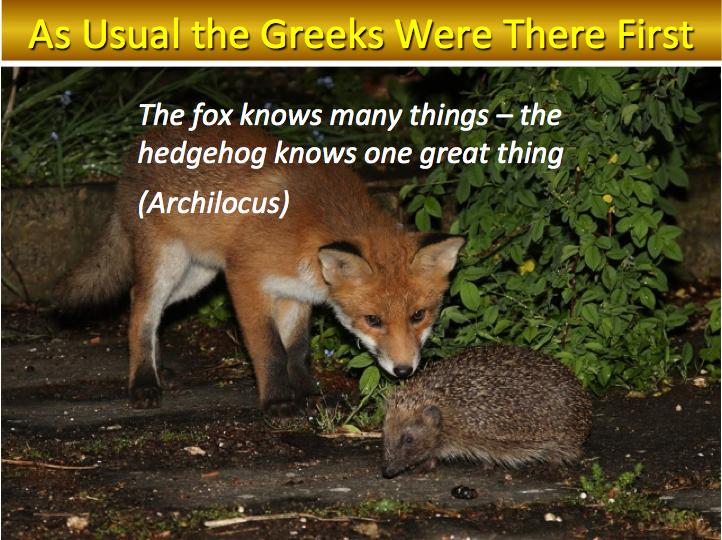 As Usual the Greeks Were There First
The fox knows many things – the
hedgehog knows one great thing
(Archilocus)